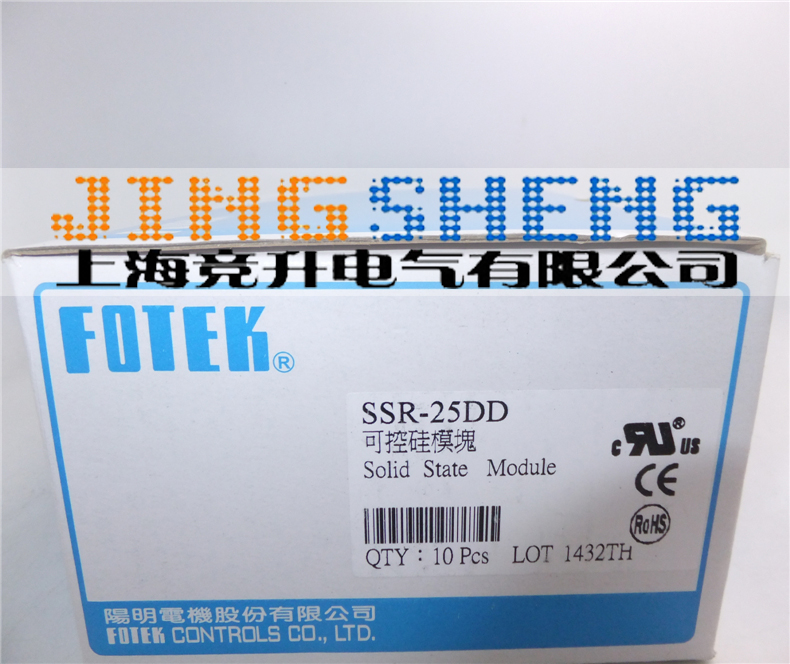 JINGSHENG
上海竞升电气有限公司
FOTEK®
SSR-25DD
可控硅模塊
Solid State Module
c RU® US
CE
RoHS
QTY : 10 Pcs LOT 1432TH
陽明電機股份有限公司
FOTEK CONTROLS CO., LTD.